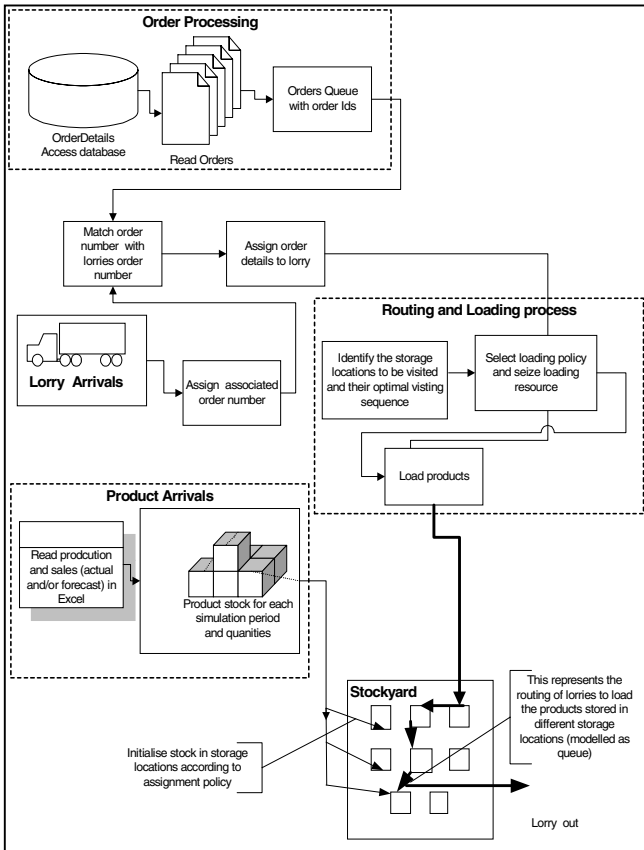 Order Processing
OrderDetails
Access database
Read Orders
Orders Queue
with order Ids
Match order
number with
lorries order
number
Assign order
details to lorry
Lorry Arrivals
Assign associated
order number
Routing and Loading process
Identify the storage
locations to be visited
and their optimal visting
sequence
Select loading policy
and seize loading
resource
Load products
Product Arrivals
Read prodcution
and sales (actual
and/or forecast) in
Excel
Product stock for each
simulation period
and quanities
Initialise stock in storage
locations according to
assignment policy
Stockyard
This represents the
routing of lorries to load
the products stored in
different storage
locations (modelled as
queue)
Lorry out